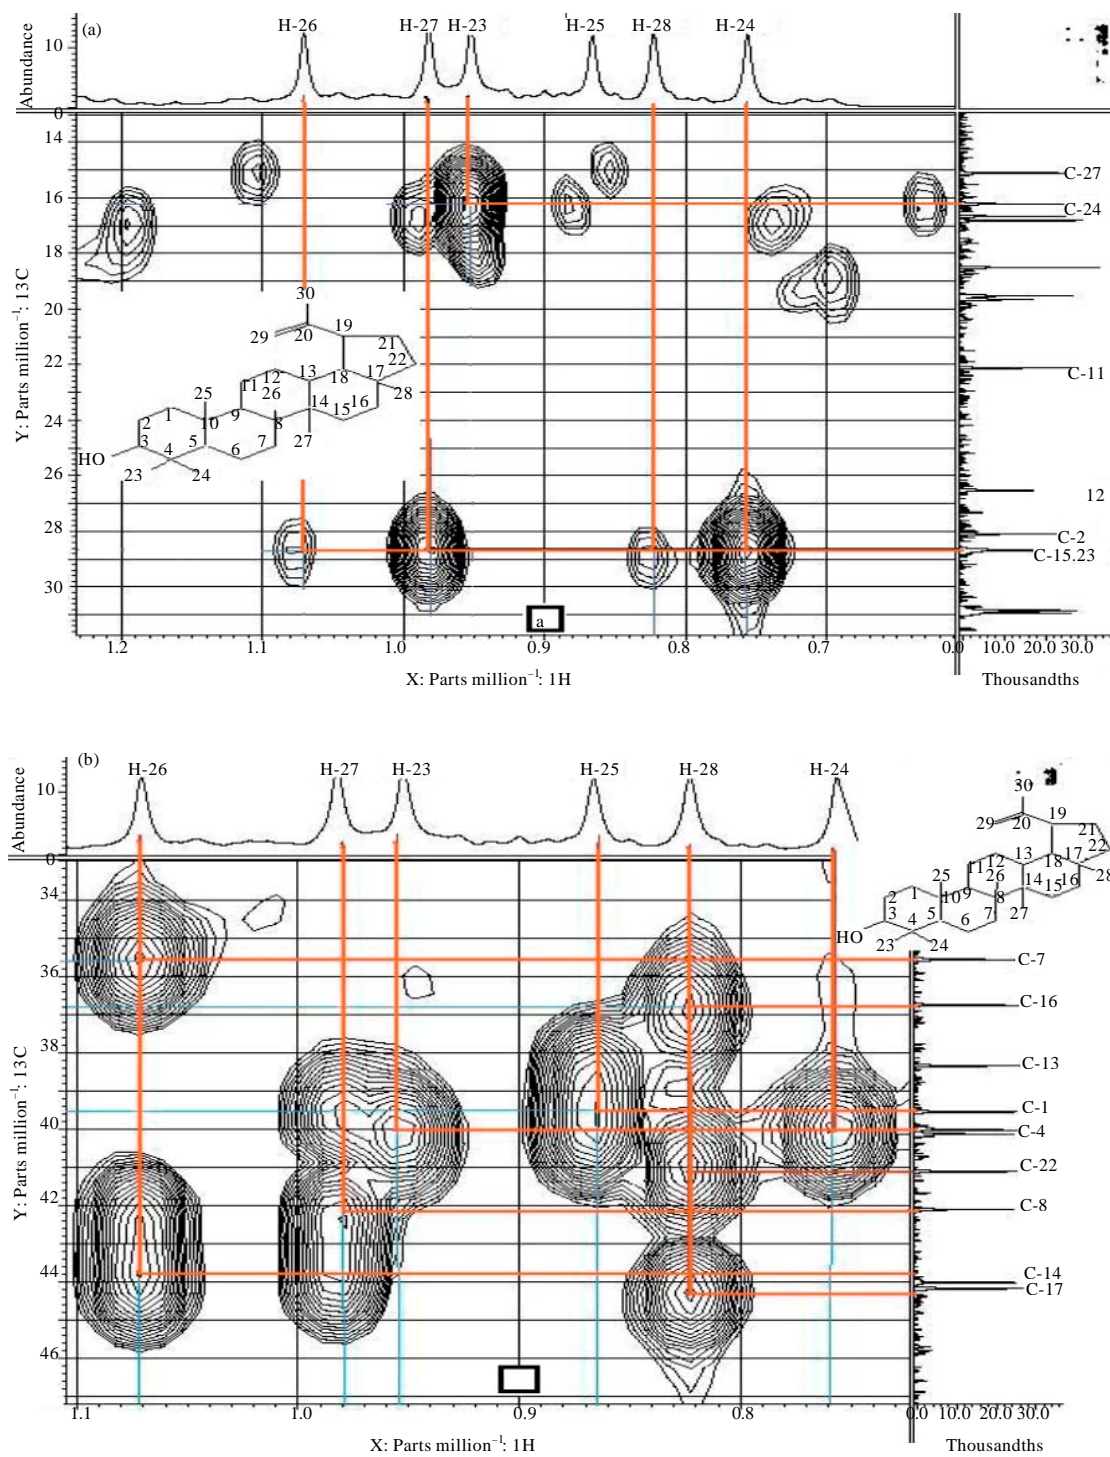 (a)
H-26 H-27 H-23 H-25 H-28 H-24
Abundance
10
0
14
16
18
20
22
24
26
28
30
Y: Parts million⁻¹: 13C
C-27
C-24
C-11
12
C-2
C-15.23
30
29 20 19
21
22
12 13 18 17
11
25 26 28
1 9 14 16
2 10 8 15
3 5 7 27
4 6
HO
23 24
a
1.2 1.1 1.0 0.9 0.8 0.7 0.0 10.0 20.0 30.0
X: Parts million⁻¹: 1H Thousandths
(b)
H-26 H-27 H-23 H-25 H-28 H-24
Abundance
10
0
34
36
38
40
42
44
46
Y: Parts million⁻¹: 13C
30
29 20 19
21
12 13 22
18 17
25 11 26 14 16 28
2 1 10 9 8 15
3 5 7 27
4 6
HO
23 24
C-7
C-16
C-13
C-1
C-4
C-22
C-8
C-14
C-17
1.1 1.0 0.9 0.8 0.0 10.0 20.0 30.0
X: Parts million⁻¹: 1H Thousandths